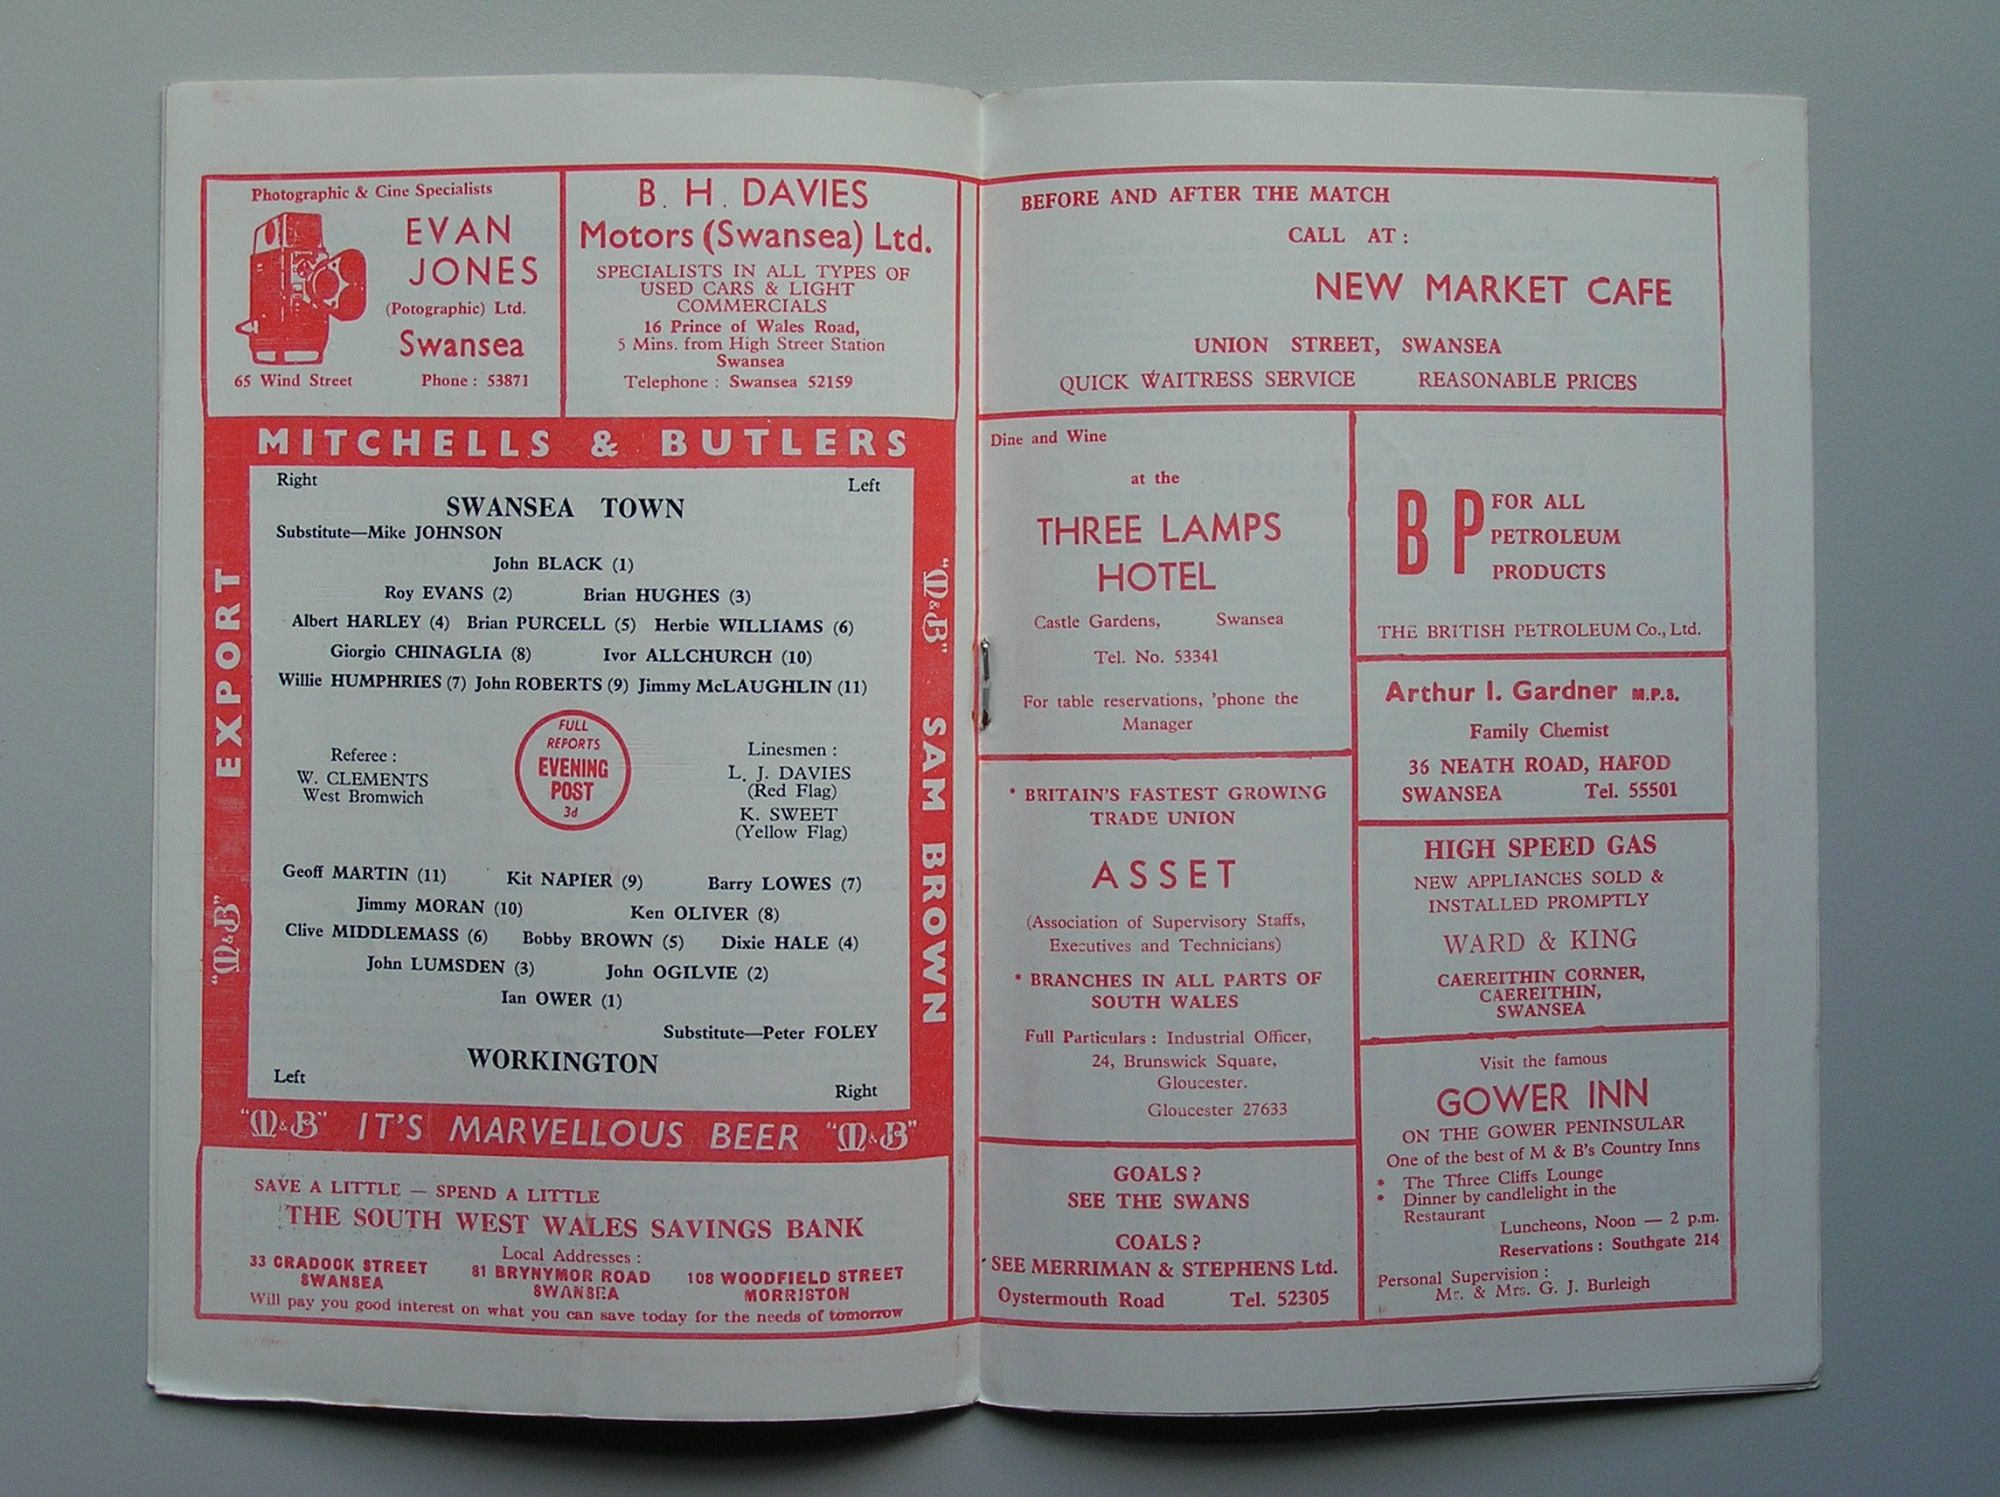 Photographic & Cine Specialists
EVAN
JONES
(Potographic) Ltd.
Swansea
65 Wind Street Phone : 53871
B. H. DAVIES
Motors (Swansea) Ltd.
SPECIALISTS IN ALL TYPES OF
USED CARS & LIGHT
COMMERCIALS
16 Prince of Wales Road,
5 Mins. from High Street Station
Swansea
Telephone : Swansea 52159
MITCHELLS & BUTLERS
"M&B" EXPORT
"M&B" SAM BROWN
Right Left
SWANSEA TOWN
Substitute—Mike JOHNSON
John BLACK (1)
Roy EVANS (2) Brian HUGHES (3)
Albert HARLEY (4) Brian PURCELL (5) Herbie WILLIAMS (6)
Giorgio CHINAGLIA (8) Ivor ALLCHURCH (10)
Willie HUMPHRIES (7) John ROBERTS (9) Jimmy McLAUGHLIN (11)
Referee :
W. CLEMENTS
West Bromwich
FULL
REPORTS
EVENING
POST
3d
Linesmen :
L. J. DAVIES
(Red Flag)
K. SWEET
(Yellow Flag)
Geoff MARTIN (11) Kit NAPIER (9) Barry LOWES (7)
Jimmy MORAN (10) Ken OLIVER (8)
Clive MIDDLEMASS (6) Bobby BROWN (5) Dixie HALE (4)
John LUMSDEN (3) John OGILVIE (2)
Ian OWER (1)
Substitute—Peter FOLEY
WORKINGTON
Left Right
"M&B" IT'S MARVELLOUS BEER "M&B"
SAVE A LITTLE — SPEND A LITTLE
THE SOUTH WEST WALES SAVINGS BANK
Local Addresses :
33 CRADOCK STREET
SWANSEA
81 BRYNYMOR ROAD
SWANSEA
108 WOODFIELD STREET
MORRISTON
Will pay you good interest on what you can save today for the needs of tomorrow
BEFORE AND AFTER THE MATCH
CALL AT :
NEW MARKET CAFE
UNION STREET, SWANSEA
QUICK WAITRESS SERVICE REASONABLE PRICES
Dine and Wine
at the
THREE LAMPS
HOTEL
Castle Gardens, Swansea
Tel. No. 53341
For table reservations, 'phone the
Manager
* BRITAIN'S FASTEST GROWING
TRADE UNION
ASSET
(Association of Supervisory Staffs,
Executives and Technicians)
* BRANCHES IN ALL PARTS OF
SOUTH WALES
Full Particulars : Industrial Officer,
24, Brunswick Square,
Gloucester.
Gloucester 27633
GOALS ?
SEE THE SWANS
COALS ?
SEE MERRIMAN & STEPHENS Ltd.
Oystermouth Road Tel. 52305
BP
FOR ALL
PETROLEUM
PRODUCTS
THE BRITISH PETROLEUM Co., Ltd.
Arthur I. Gardner M.P.S.
Family Chemist
36 NEATH ROAD, HAFOD
SWANSEA Tel. 55501
HIGH SPEED GAS
NEW APPLIANCES SOLD &
INSTALLED PROMPTLY
WARD & KING
CAEREITHIN CORNER,
CAEREITHIN,
SWANSEA
Visit the famous
GOWER INN
ON THE GOWER PENINSULAR
One of the best of M & B's Country Inns
* The Three Cliffs Lounge
* Dinner by candlelight in the
Restaurant
Luncheons, Noon — 2 p.m.
Reservations : Southgate 214
Personal Supervision :
Mr. & Mrs. G. J. Burleigh